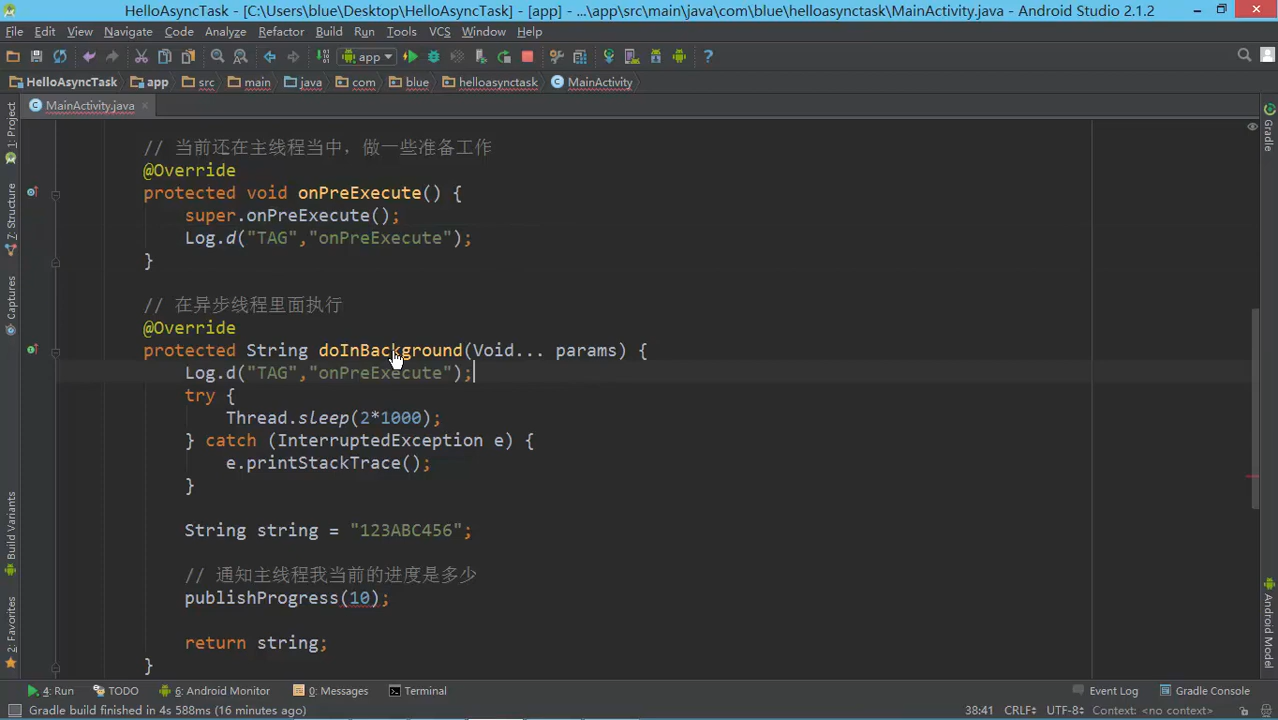 HelloAsyncTask - [C:\Users\blue\Desktop\HelloAsyncTask] - [app] - ...\app\src\main\java\com\blue\helloasynctask\MainActivity.java - Android Studio 2.1.2
File Edit View Navigate Code Analyze Refactor Build Run Tools VCS Window Help
app
HelloAsyncTask app src main java com blue helloasynctask MainActivity
MainActivity.java
1: Project
Z: Structure
Captures
Build Variants
2: Favorites
// 当前还在主线程当中，做一些准备工作
@Override
protected void onPreExecute() {
super.onPreExecute();
Log.d("TAG","onPreExecute");
}
// 在异步线程里面执行
@Override
protected String doInBackground(Void... params) {
Log.d("TAG","onPreExecute");
try {
Thread.sleep(2*1000);
} catch (InterruptedException e) {
e.printStackTrace();
}
String string = "123ABC456";
// 通知主线程我当前的进度是多少
publishProgress(10);
return string;
}
Gradle
Android Model
4: Run TODO 6: Android Monitor 0: Messages Terminal Event Log Gradle Console
Gradle build finished in 4s 588ms (16 minutes ago) 38:41 CRLF÷ UTF-8÷ Context: <no context>